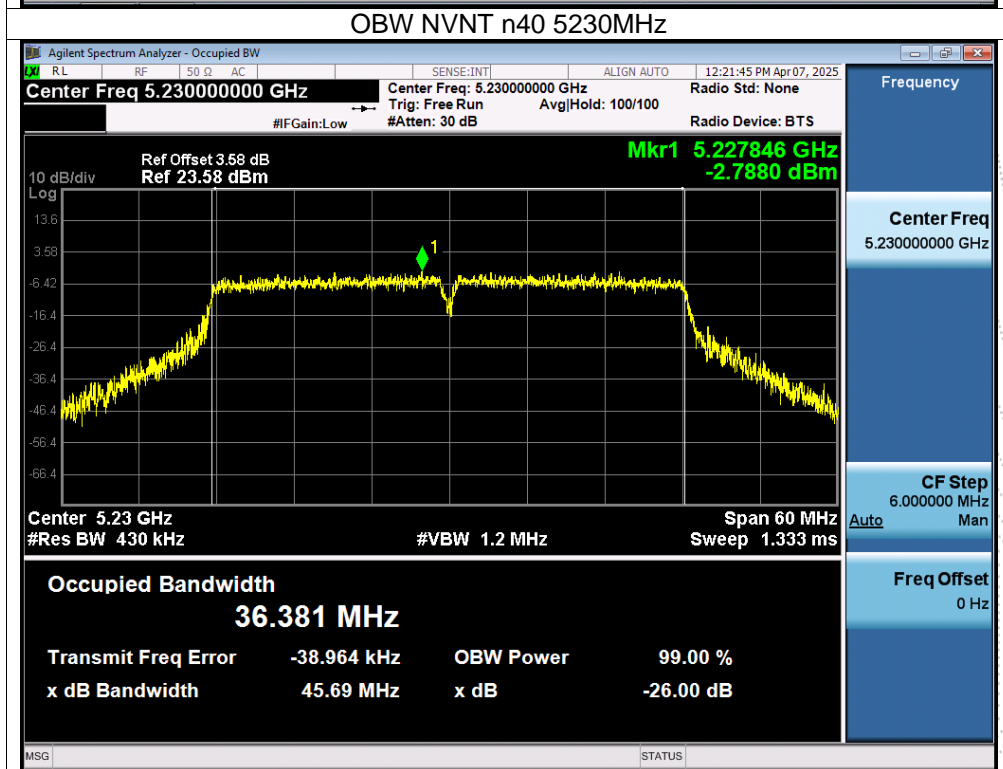 OBW NVNT n40 5230MHz
Agilent Spectrum Analyzer - Occupied BW
LXI RL RF 50 Ω AC SENSE:INT ALIGN AUTO 12:21:45 PM Apr 07, 2025
Center Freq 5.230000000 GHz Center Freq: 5.230000000 GHz Radio Std: None Frequency
Trig: Free Run Avg|Hold: 100/100
#IFGain:Low #Atten: 30 dB Radio Device: BTS
Mkr1 5.227846 GHz
-2.7880 dBm
Ref Offset 3.58 dB
10 dB/div Ref 23.58 dBm
Log
13.6
3.58
-6.42
-16.4
-26.4
-36.4
-46.4
-56.4
-66.4
1
Center Freq
5.230000000 GHz
Center 5.23 GHz Span 60 MHz
#Res BW 430 kHz #VBW 1.2 MHz Sweep 1.333 ms
CF Step
6.000000 MHz
Auto Man
Occupied Bandwidth
36.381 MHz
Freq Offset
0 Hz
Transmit Freq Error -38.964 kHz OBW Power 99.00 %
x dB Bandwidth 45.69 MHz x dB -26.00 dB
MSG STATUS